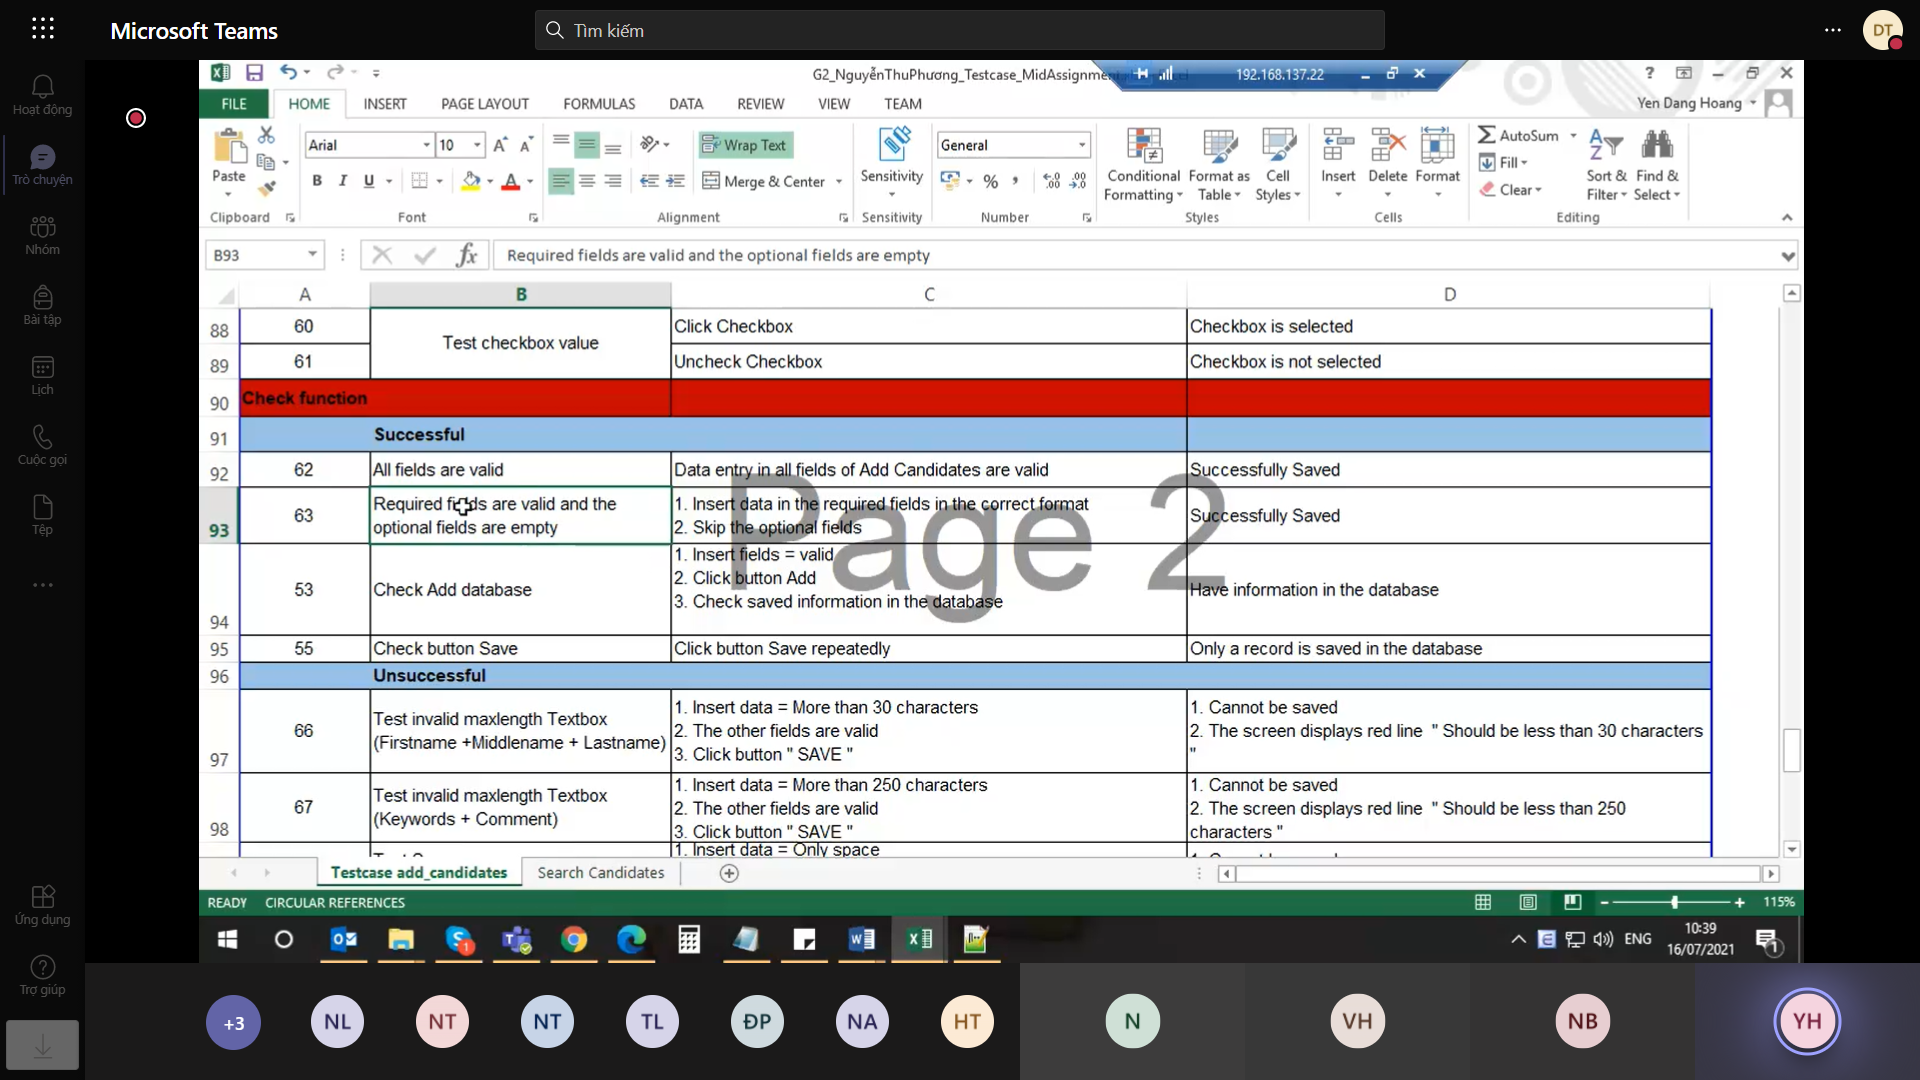 Microsoft Teams
Tìm kiếm
DT
Hoạt động
Trò chuyện
Nhóm
Bài tập
Lịch
Cuộc gọi
Tệp
Ứng dụng
Trợ giúp
G2_NguyễnThuPhương_Testcase_MidAssignment
192.168.137.22
Yen Dang Hoang
FILE HOME INSERT PAGE LAYOUT FORMULAS DATA REVIEW VIEW TEAM
Arial 10 Wrap Text General
Paste B I U Merge & Center Sensitivity % Conditional Formatting Format as Table Cell Styles Insert Delete Format
AutoSum
Fill
Clear
Sort & Filter
Find & Select
Clipboard Font Alignment Sensitivity Number Styles Cells Editing
B93 fx Required fields are valid and the optional fields are empty
A B C D
88 60 Test checkbox value Click Checkbox Checkbox is selected
89 61 Uncheck Checkbox Checkbox is not selected
90 Check function
91 Successful
92 62 All fields are valid Data entry in all fields of Add Candidates are valid Successfully Saved
93 63 Required fields are valid and the
optional fields are empty
1. Insert data in the required fields in the correct format
2. Skip the optional fields
Successfully Saved
Page 2
94 53 Check Add database
1. Insert fields = valid
2. Click button Add
3. Check saved information in the database
Have information in the database
95 55 Check button Save Click button Save repeatedly Only a record is saved in the database
96 Unsuccessful
97 66 Test invalid maxlength Textbox
(Firstname +Middlename + Lastname)
1. Insert data = More than 30 characters
2. The other fields are valid
3. Click button " SAVE "
1. Cannot be saved
2. The screen displays red line " Should be less than 30 characters
"
98 67 Test invalid maxlength Textbox
(Keywords + Comment)
1. Insert data = More than 250 characters
2. The other fields are valid
3. Click button " SAVE "
1. Cannot be saved
2. The screen displays red line " Should be less than 250
characters "
1. Insert data = Only space
Testcase add_candidates Search Candidates
READY CIRCULAR REFERENCES 115%
ENG 10:39
16/07/2021
1
+3 NL NT NT TL ĐP NA HT N VH NB YH